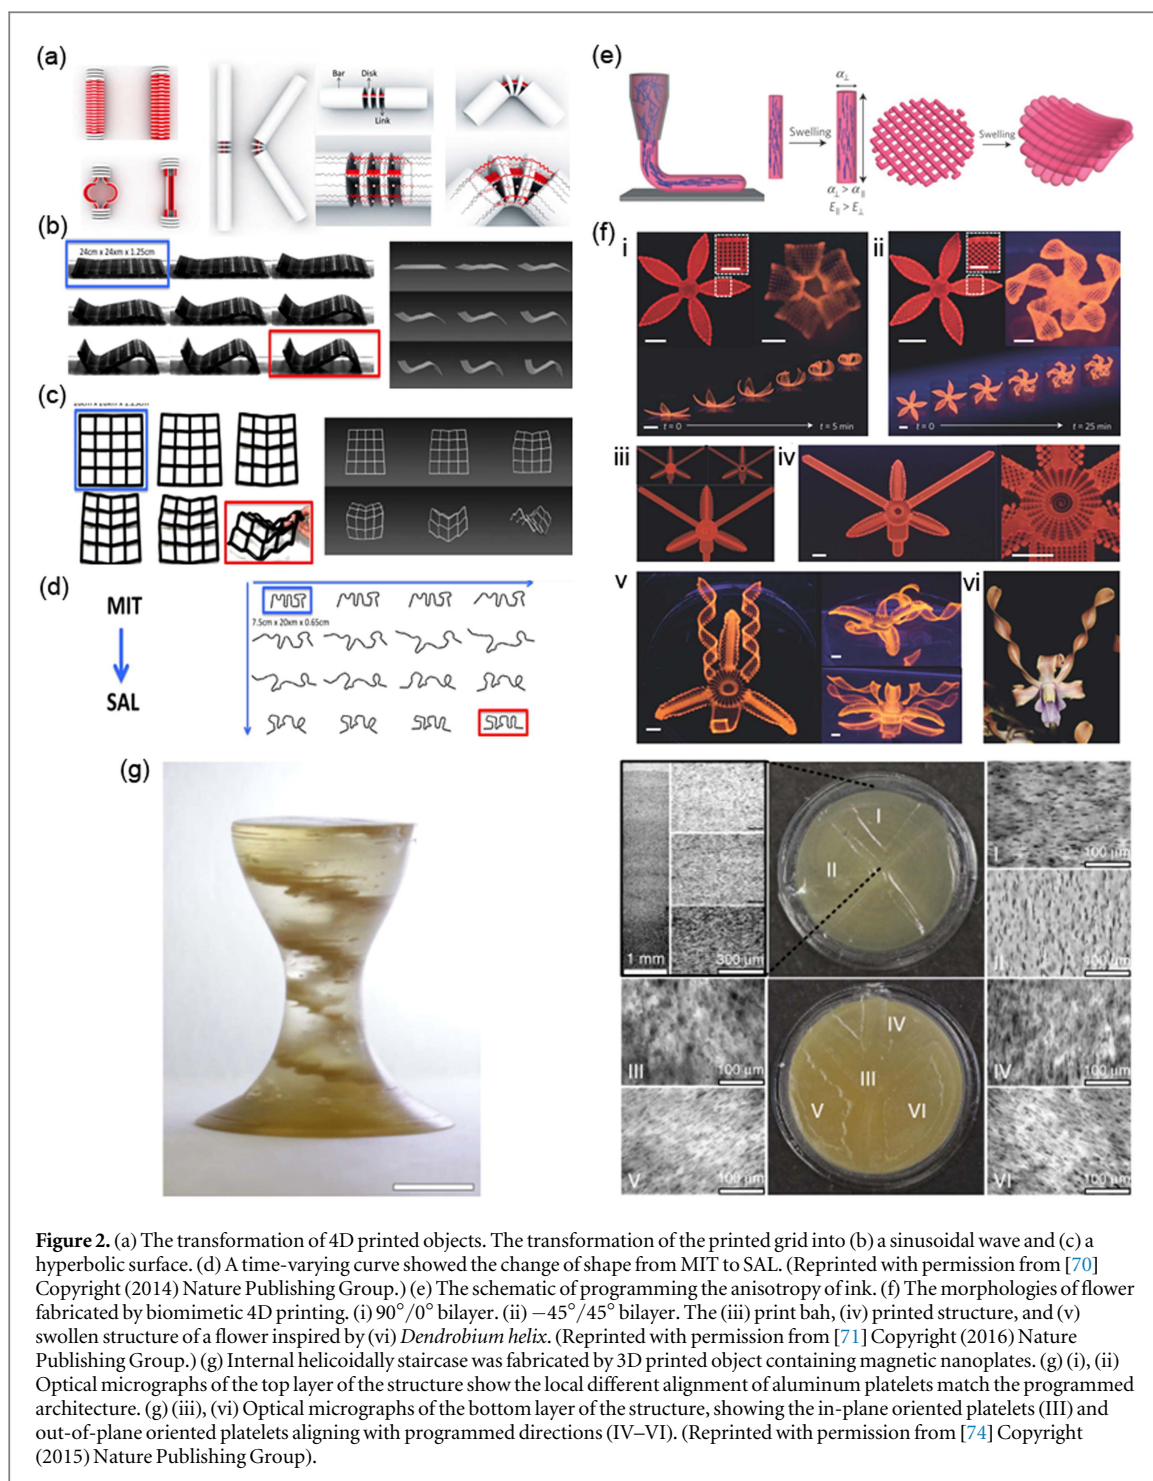 (a)
Bar
Disk
Link
(b)
24cm x 24xm x 1.25cm
(c)
(d)
MIT
SAL
7.5cm x 20xm x 0.65cm
(e)
α⊥
Swelling
α⊥ > α∥
E∥ > E⊥
Swelling
(f)
i
ii
t = 0
t = 5 min
t = 0
t = 25 min
iii
iv
v
vi
(g)
1 mm
300 μm
I
II
I
100 μm
II
100 μm
III
100 μm
IV
III
V
VI
IV
100 μm
V
100 μm
VI
100 μm
Figure 2. (a) The transformation of 4D printed objects. The transformation of the printed grid into (b) a sinusoidal wave and (c) a
hyperbolic surface. (d) A time-varying curve showed the change of shape from MIT to SAL. (Reprinted with permission from [70]
Copyright (2014) Nature Publishing Group.) (e) The schematic of programming the anisotropy of ink. (f) The morphologies of flower
fabricated by biomimetic 4D printing. (i) 90°/0° bilayer. (ii) −45°/45° bilayer. The (iii) print bah, (iv) printed structure, and (v)
swollen structure of a flower inspired by (vi) Dendrobium helix. (Reprinted with permission from [71] Copyright (2016) Nature
Publishing Group.) (g) Internal helicoidally staircase was fabricated by 3D printed object containing magnetic nanoplates. (g) (i), (ii)
Optical micrographs of the top layer of the structure show the local different alignment of aluminum platelets match the programmed
architecture. (g) (iii), (vi) Optical micrographs of the bottom layer of the structure, showing the in-plane oriented platelets (III) and
out-of-plane oriented platelets aligning with programmed directions (IV–VI). (Reprinted with permission from [74] Copyright
(2015) Nature Publishing Group).